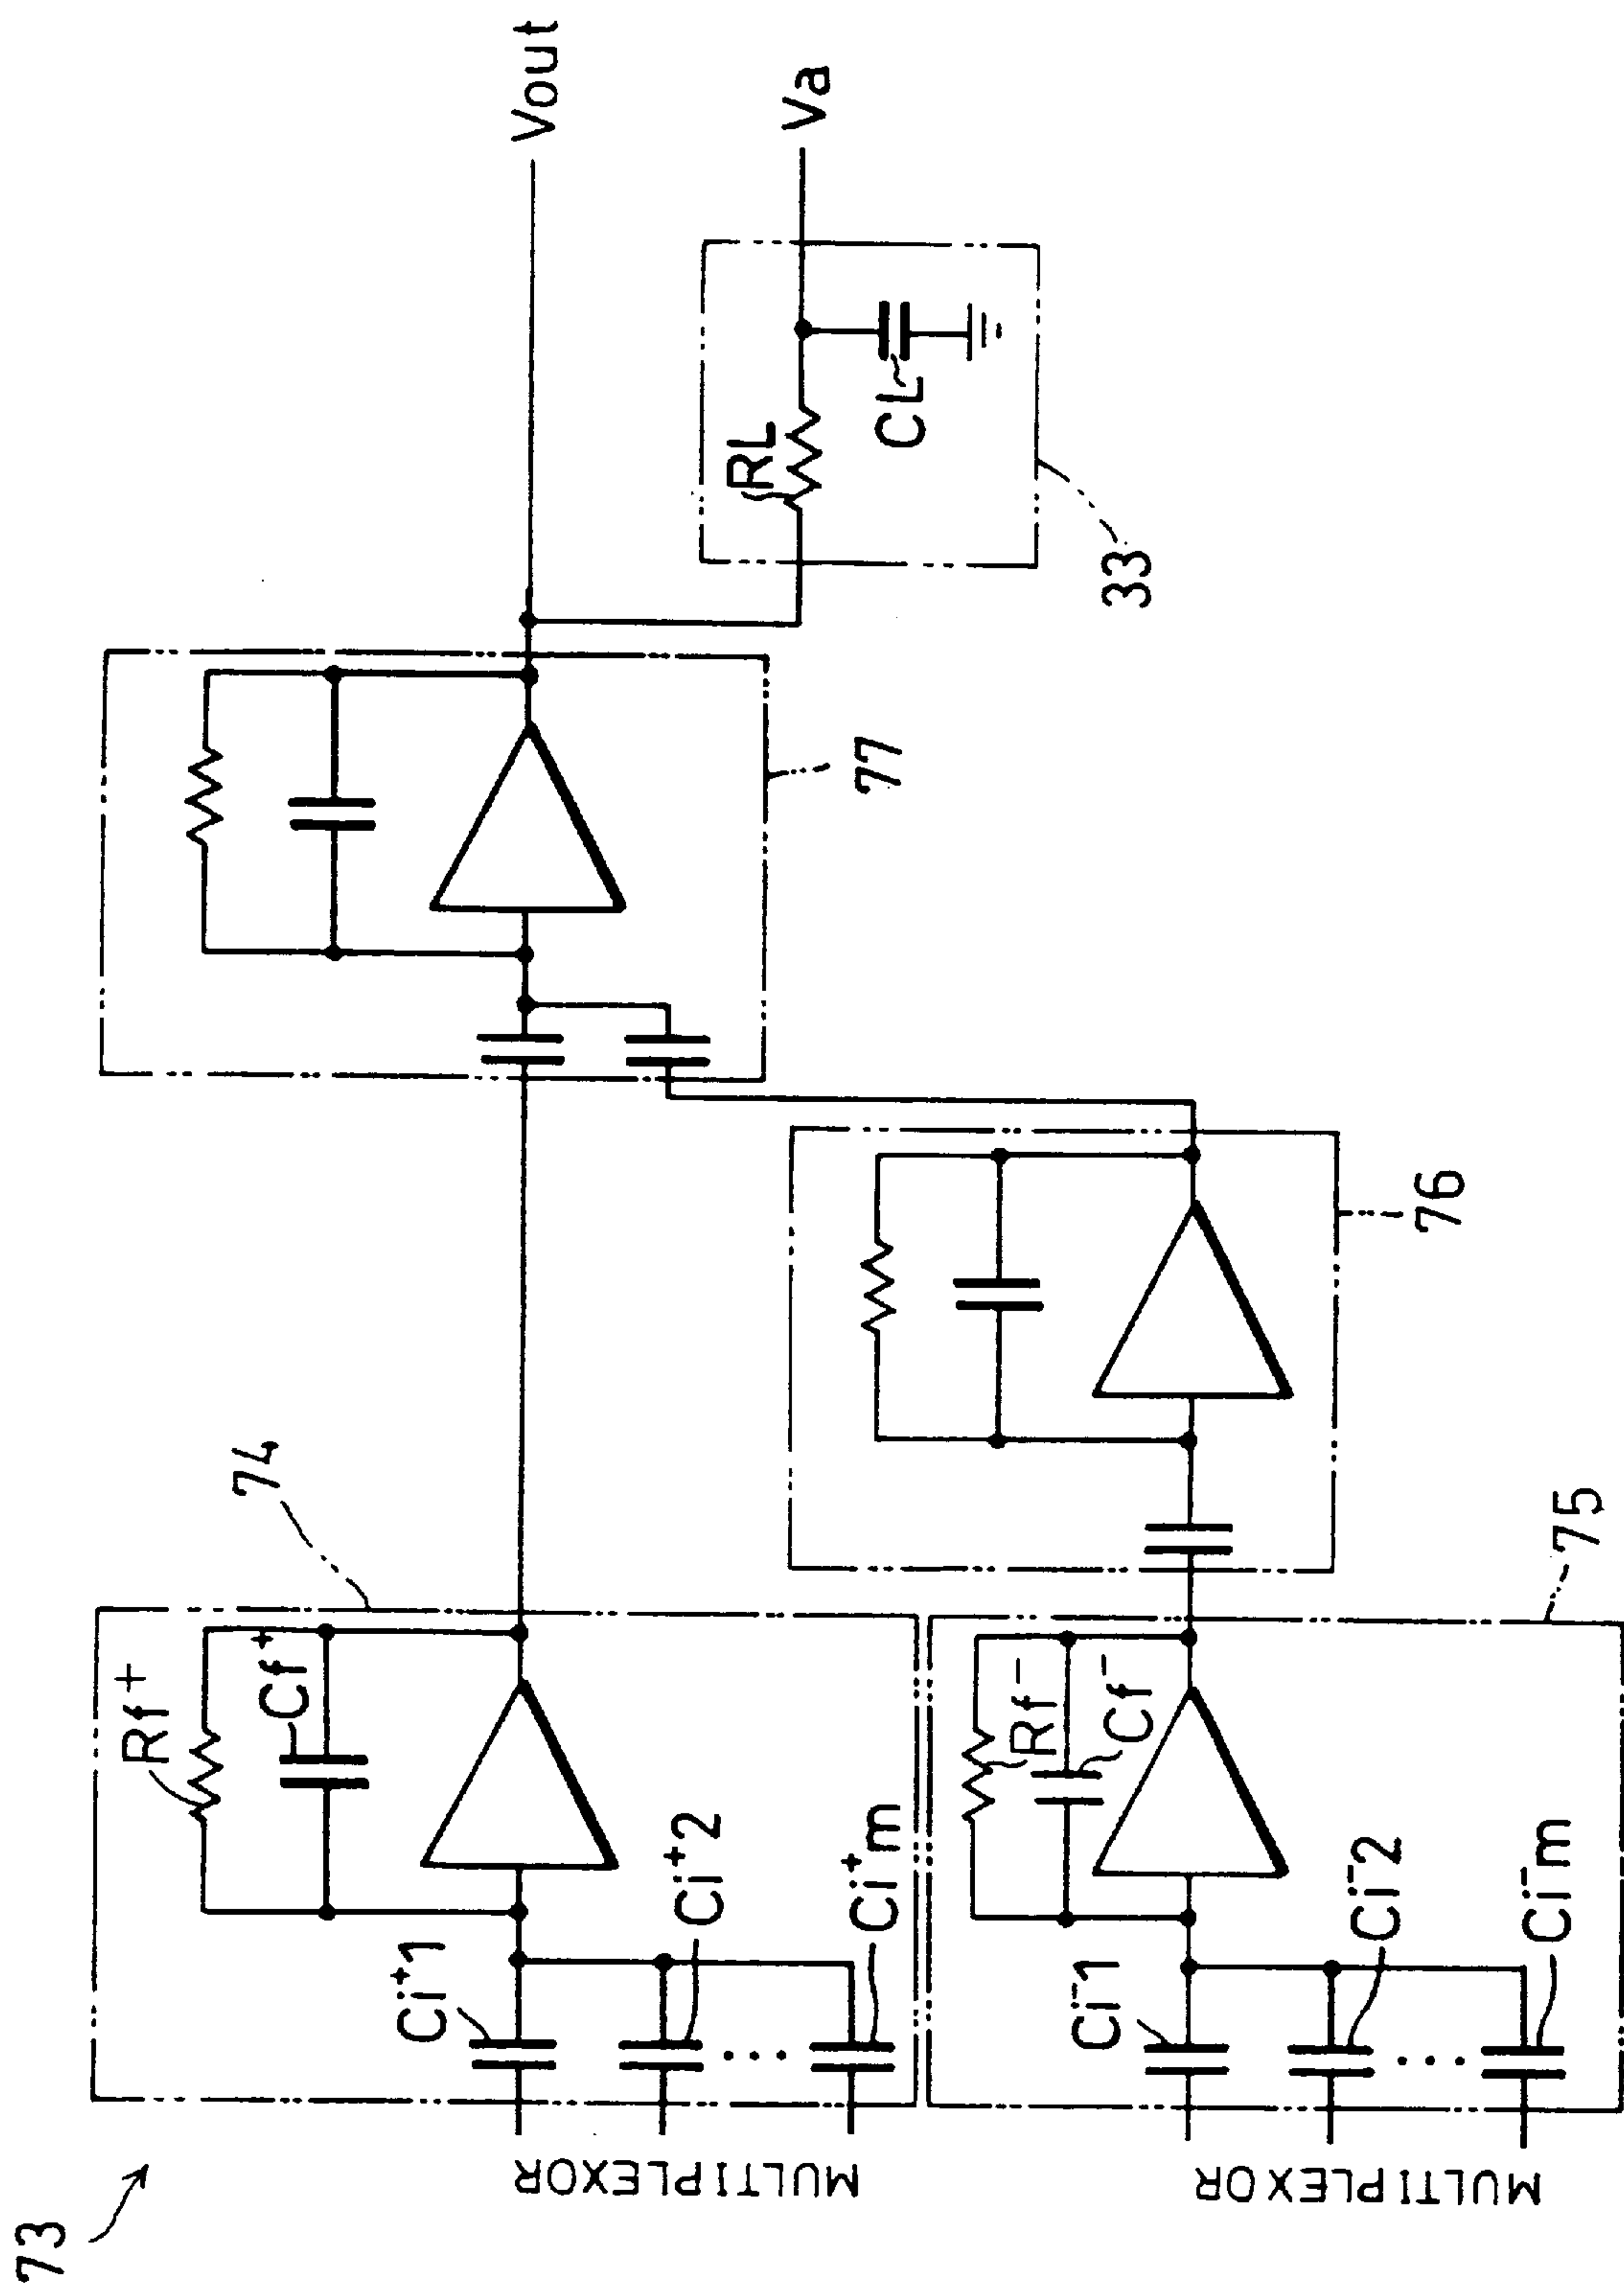 73
MULTIPLEXOR
MULTIPLEXOR
74
Rf+
Cf+
Ci+1
Ci+2
Ci+m
75
Rf-
Cf-
Ci-1
Ci-2
Ci-m
76
77
33
RL
CL
Vout
Va